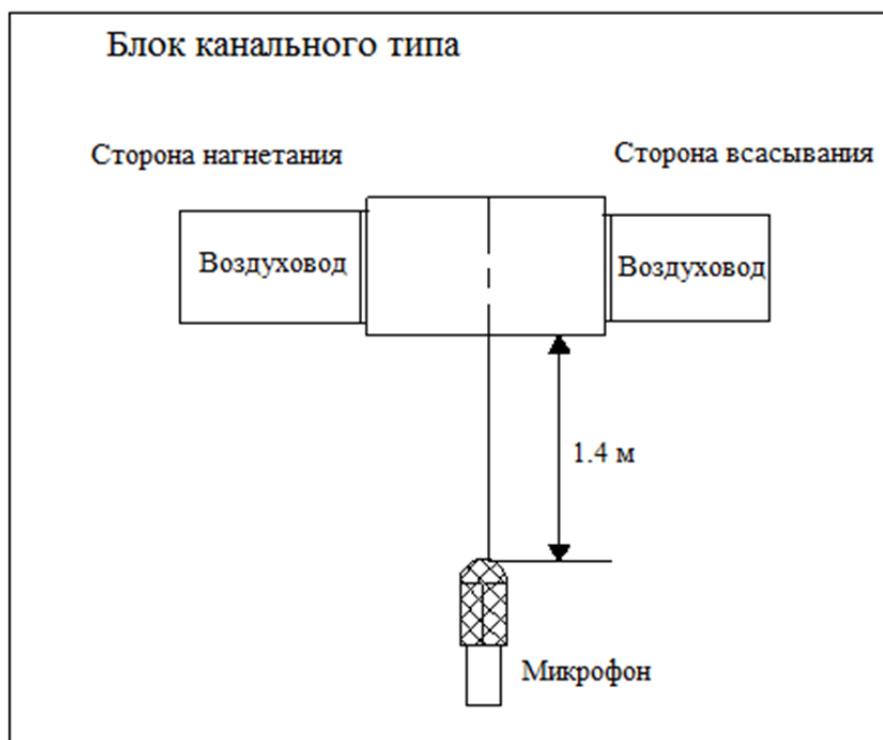 Блок канального типа
Сторона нагнетания
Сторона всасывания
Воздуховод
Воздуховод
1.4 м
Микрофон